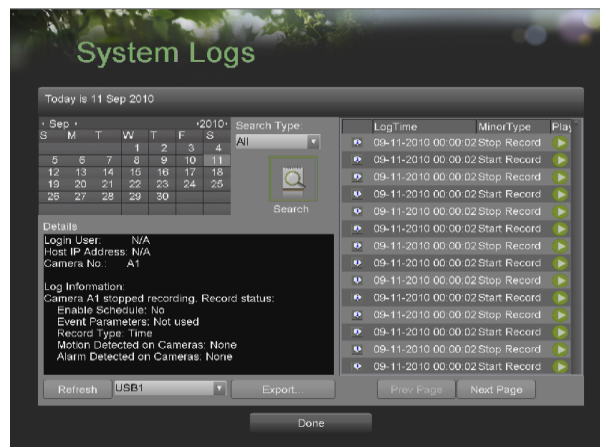 System Logs
Today is 11 Sep 2010
Sep 2010
S M T W T F S
1 2 3 4
5 6 7 8 9 10 11
12 13 14 15 16 17 18
19 20 21 22 23 24 25
26 27 28 29 30
Search Type:
All
Search
Details
Login User: N/A
Host IP Address: N/A
Camera No.: A1
Log Information:
Camera A1 stopped recording. Record status:
Enable Schedule: No
Event Parameters: Not used
Record Type: Time
Motion Detected on Cameras: None
Alarm Detected on Cameras: None
LogTime MinorType Play
09-11-2010 00:00:02 Stop Record
09-11-2010 00:00:02 Start Record
09-11-2010 00:00:02 Stop Record
09-11-2010 00:00:02 Start Record
09-11-2010 00:00:02 Stop Record
09-11-2010 00:00:02 Start Record
09-11-2010 00:00:02 Stop Record
09-11-2010 00:00:02 Start Record
09-11-2010 00:00:02 Stop Record
09-11-2010 00:00:02 Start Record
09-11-2010 00:00:02 Stop Record
09-11-2010 00:00:02 Start Record
09-11-2010 00:00:02 Stop Record
09-11-2010 00:00:02 Start Record
Refresh USB1 Export... Prev Page Next Page
Done